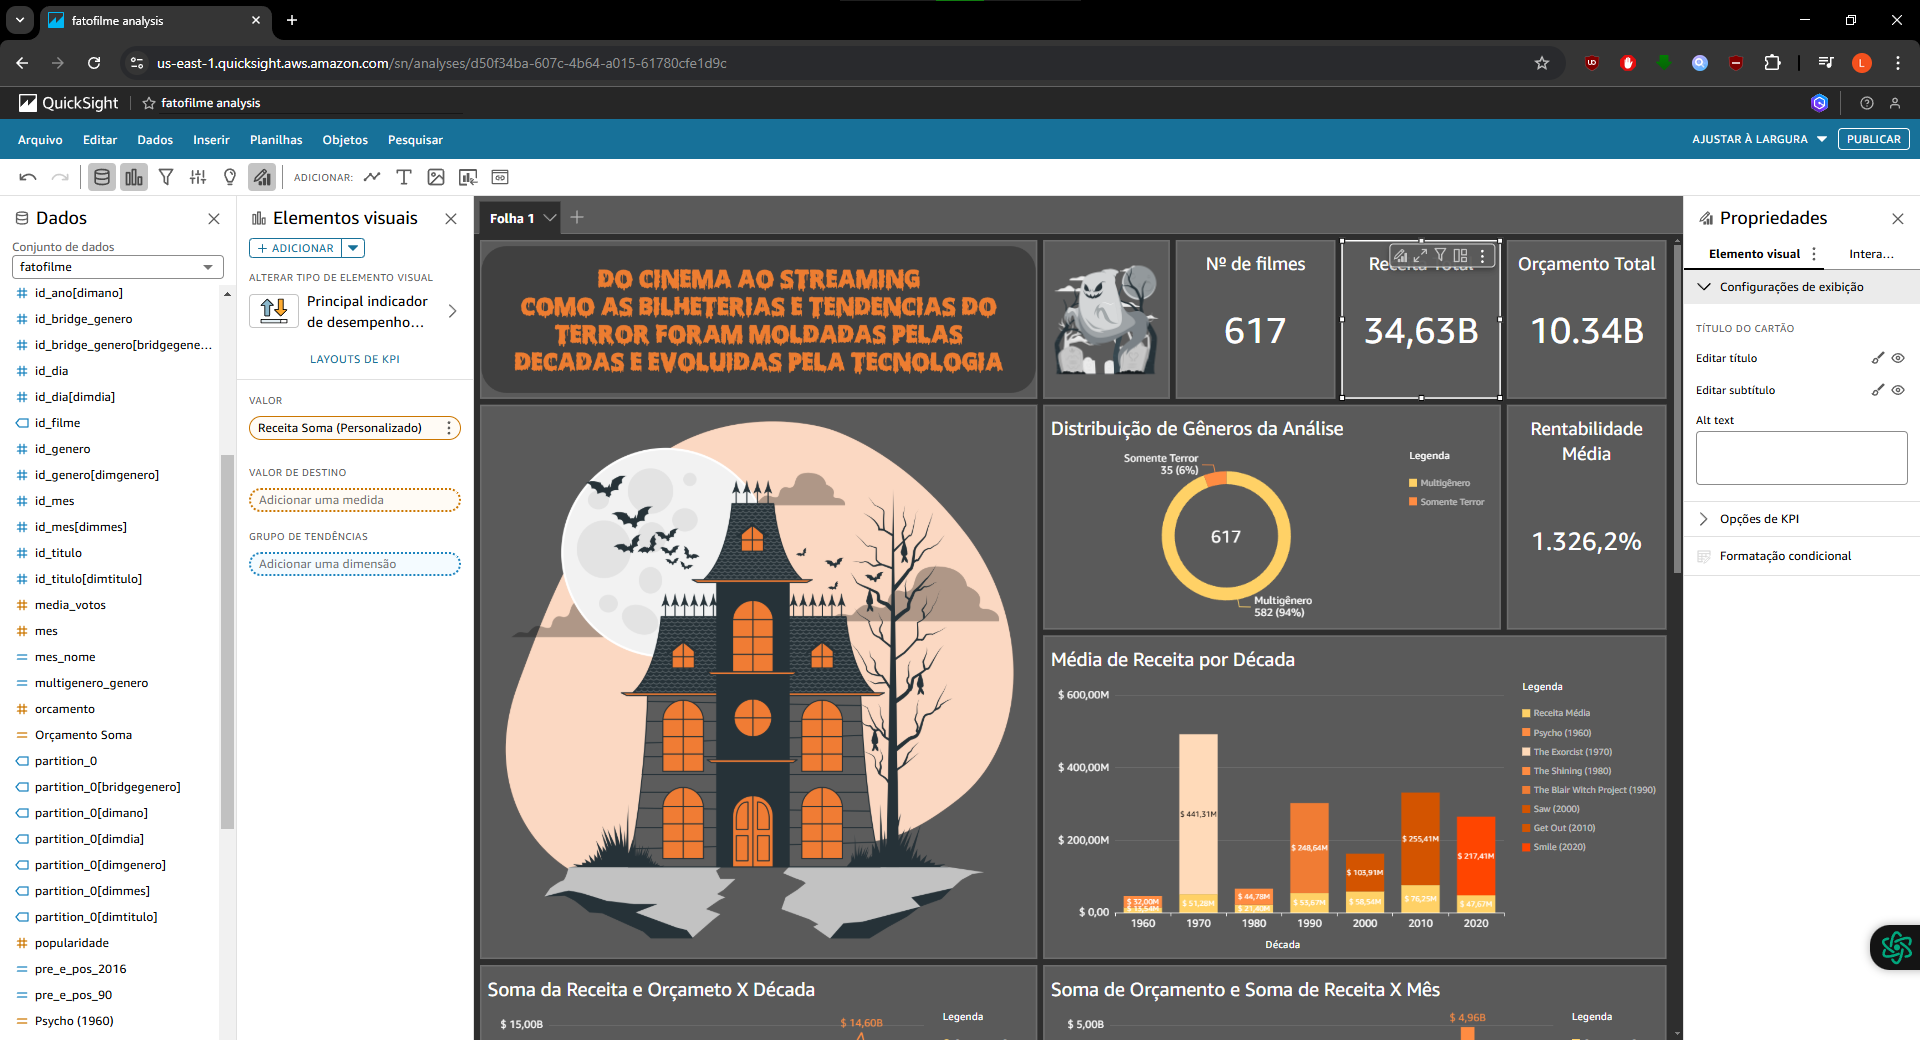 fatofilme analysis
us-east-1.quicksight.aws.amazon.com/sn/analyses/d50f34ba-607c-4b64-a015-61780cfe1d9c
L
QuickSight
fatofilme analysis
Arquivo
Editar
Dados
Inserir
Planilhas
Objetos
Pesquisar
AJUSTAR À LARGURA
PUBLICAR
ADICIONAR:
Dados
Conjunto de dados
fatofilme
id_ano[dimano]
id_bridge_genero
id_bridge_genero[bridgegene...
id_dia
id_dia[dimdia]
id_filme
id_genero
id_genero[dimgenero]
id_mes
id_mes[dimmes]
id_titulo
id_titulo[dimtitulo]
media_votos
mes
mes_nome
multigenero_genero
orcamento
Orçamento Soma
partition_0
partition_0[bridgegenero]
partition_0[dimano]
partition_0[dimdia]
partition_0[dimgenero]
partition_0[dimmes]
partition_0[dimtitulo]
popularidade
pre_e_pos_2016
pre_e_pos_90
Psycho (1960)
Elementos visuais
ADICIONAR
ALTERAR TIPO DE ELEMENTO VISUAL
Principal indicador
de desempenho...
LAYOUTS DE KPI
VALOR
Receita Soma (Personalizado)
VALOR DE DESTINO
Adicionar uma medida
GRUPO DE TENDÊNCIAS
Adicionar uma dimensão
Folha 1
DO CINEMA AO STREAMING
COMO AS BILHETERIAS E TENDENCIAS DO
TERROR FORAM MOLDADAS PELAS
DECADAS E EVOLUIDAS PELA TECNOLOGIA
Nº de filmes
617
Receita Total
34,63B
Orçamento Total
10.34B
Distribuição de Gêneros da Análise
Somente Terror
35 (6%)
617
Multigênero
582 (94%)
Legenda
Multigênero
Somente Terror
Rentabilidade
Média
1.326,2%
Média de Receita por Década
$ 600,00M
$ 400,00M
$ 200,00M
$ 0,00
$ 32,00M
$ 441,31M
$ 51,28M
$ 44,78M
$ 248,64M
$ 53,67M
$ 103,91M
$ 58,54M
$ 255,41M
$ 76,25M
$ 217,41M
$ 47,67M
1960
1970
1980
1990
2000
2010
2020
Década
Legenda
Receita Média
Psycho (1960)
The Exorcist (1970)
The Shining (1980)
The Blair Witch Project (1990)
Saw (2000)
Get Out (2010)
Smile (2020)
Soma da Receita e Orçameto X Década
$ 15,00B
$ 14,60B
Legenda
Soma de Orçamento e Soma de Receita X Mês
$ 5,00B
$ 4,96B
Legenda
Propriedades
Elemento visual
Intera...
Configurações de exibição
TÍTULO DO CARTÃO
Editar título
Editar subtítulo
Alt text
Opções de KPI
Formatação condicional